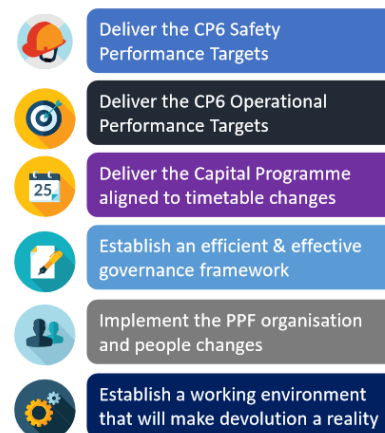 Deliver the CP6 Safety
Performance Targets
Deliver the CP6 Operational
Performance Targets
25
Deliver the Capital Programme
aligned to timetable changes
Establish an efficient & effective
governance framework
Implement the PPF organisation
and people changes
Establish a working environment
that will make devolution a reality